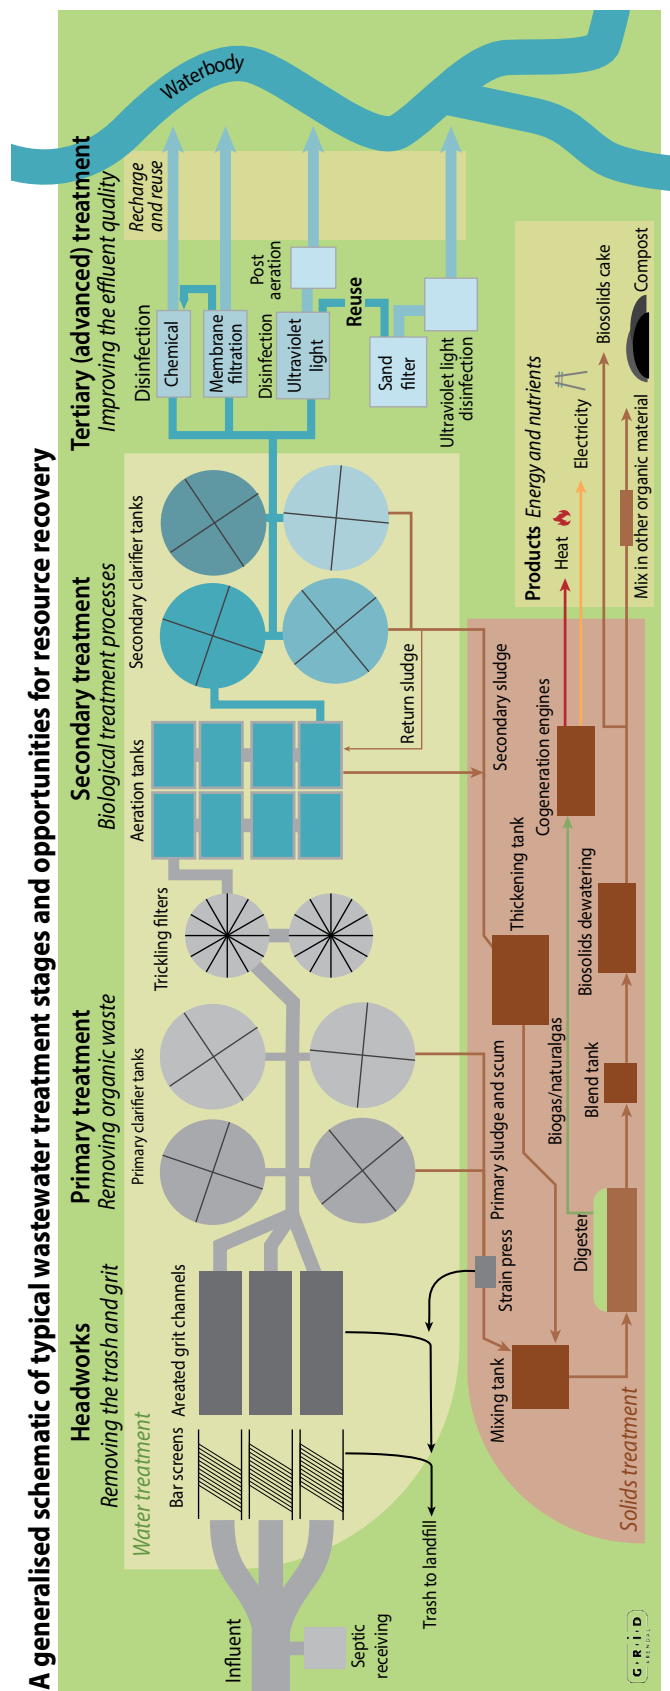 A generalised schematic of typical wastewater treatment stages and opportunities for resource recovery
Headworks
Removing the trash and grit
Primary treatment
Removing organic waste
Secondary treatment
Biological treatment processes
Tertiary (advanced) treatment
Improving the effluent quality
Water treatment
Influent
Septic
receiving
Bar screens
Areated grit channels
Trash to landfill
Primary clarifier tanks
Trickling filters
Aeration tanks
Secondary clarifier tanks
Return sludge
Disinfection
Chemical
Membrane
filtration
Disinfection
Ultraviolet
light
Post
aeration
Reuse
Sand
filter
Ultraviolet light
disinfection
Recharge
and reuse
Waterbody
Solids treatment
Mixing tank
Strain press
Primary sludge and scum
Thickening tank
Secondary sludge
Digester
Biogas/naturalgas
Blend tank
Biosolids dewatering
Cogeneration engines
Products Energy and nutrients
Heat
Electricity
Biosolids cake
Mix in other organic material
Compost
G·R·I·D
ARENDAL